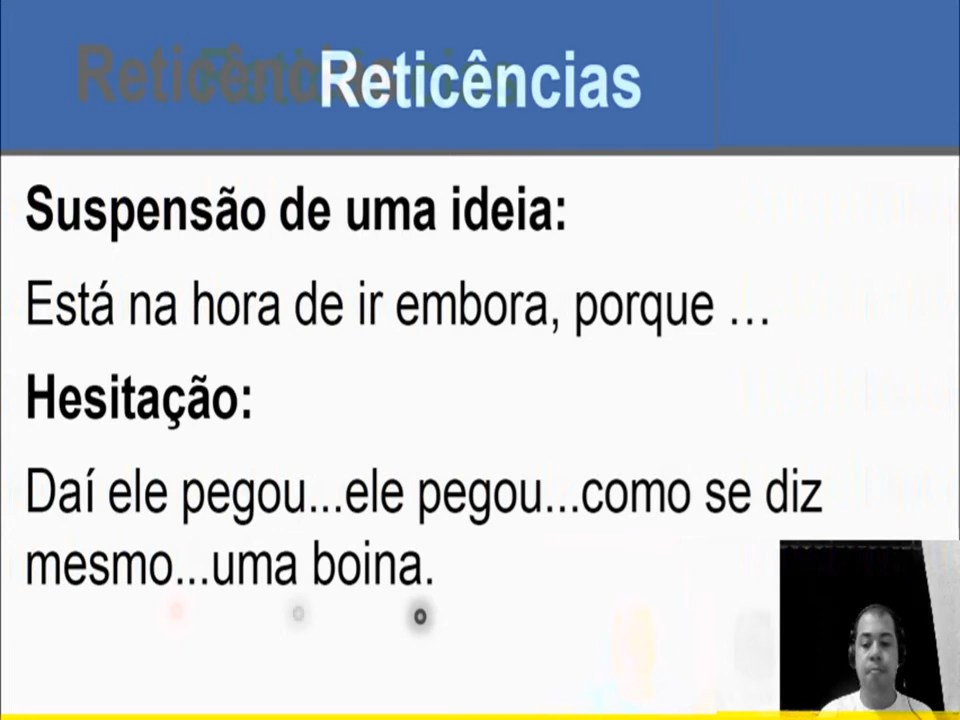 Reticências
Suspensão de uma ideia:
Está na hora de ir embora, porque ...
Hesitação:
Daí ele pegou...ele pegou...como se diz
mesmo...uma boina.